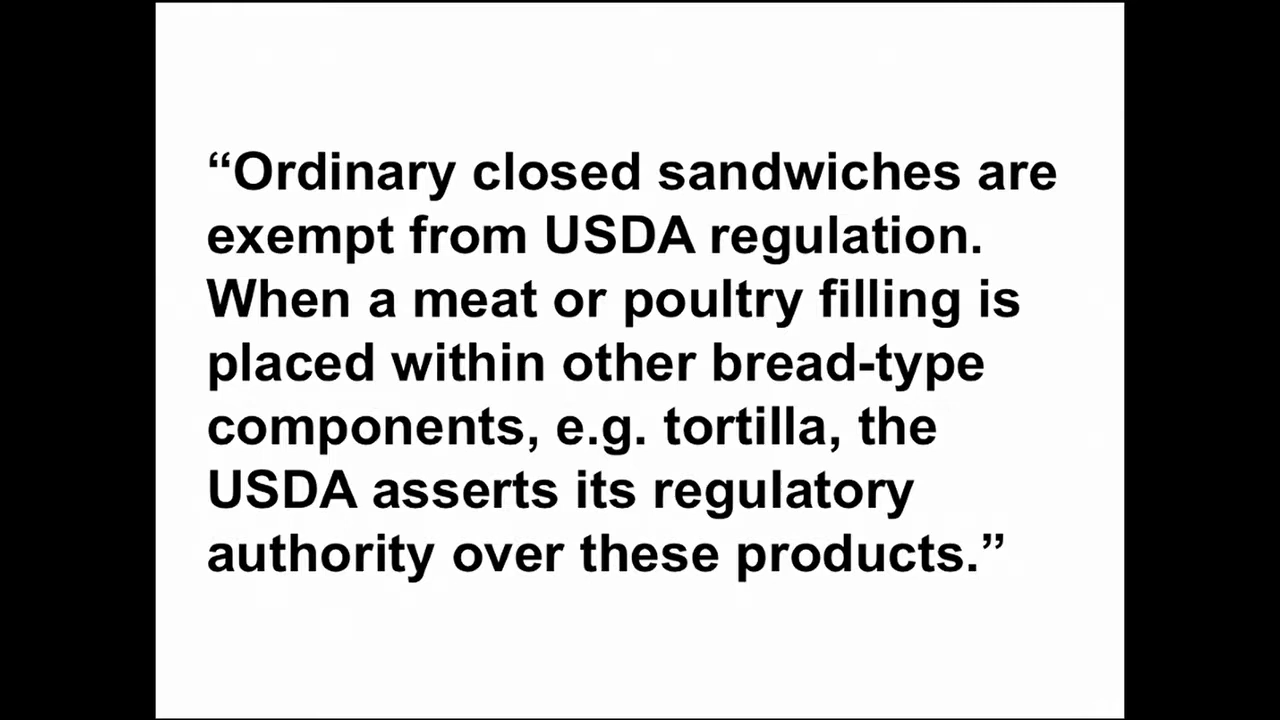 “Ordinary closed sandwiches are
exempt from USDA regulation.
When a meat or poultry filling is
placed within other bread-type
components, e.g. tortilla, the
USDA asserts its regulatory
authority over these products.”